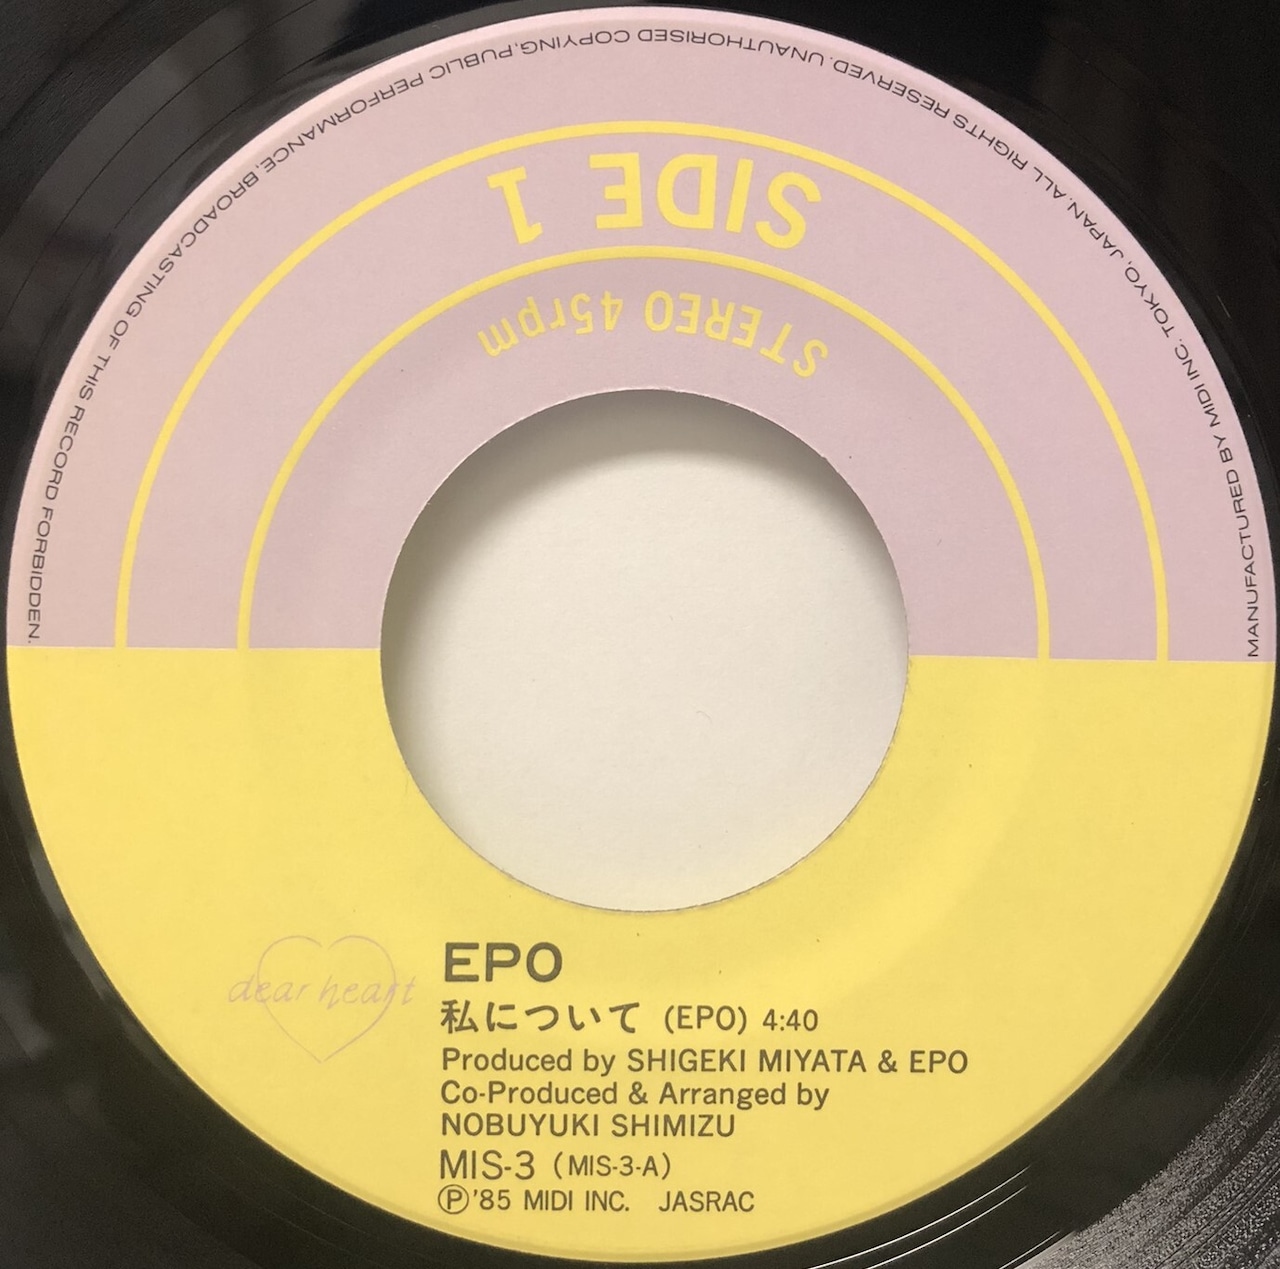 MANUFACTURED BY MIDI INC. TOKYO, JAPAN. ALL RIGHTS RESERVED. UNAUTHORISED COPYING, PUBLIC PERFORMANCE, BROADCASTING OF THIS RECORD FORBIDDEN.
SIDE 1
STEREO 45rpm
dear heart
EPO
私について (EPO) 4:40
Produced by SHIGEKI MIYATA & EPO
Co-Produced & Arranged by
NOBUYUKI SHIMIZU
MIS-3 (MIS-3-A)
Ⓟ'85 MIDI INC. JASRAC